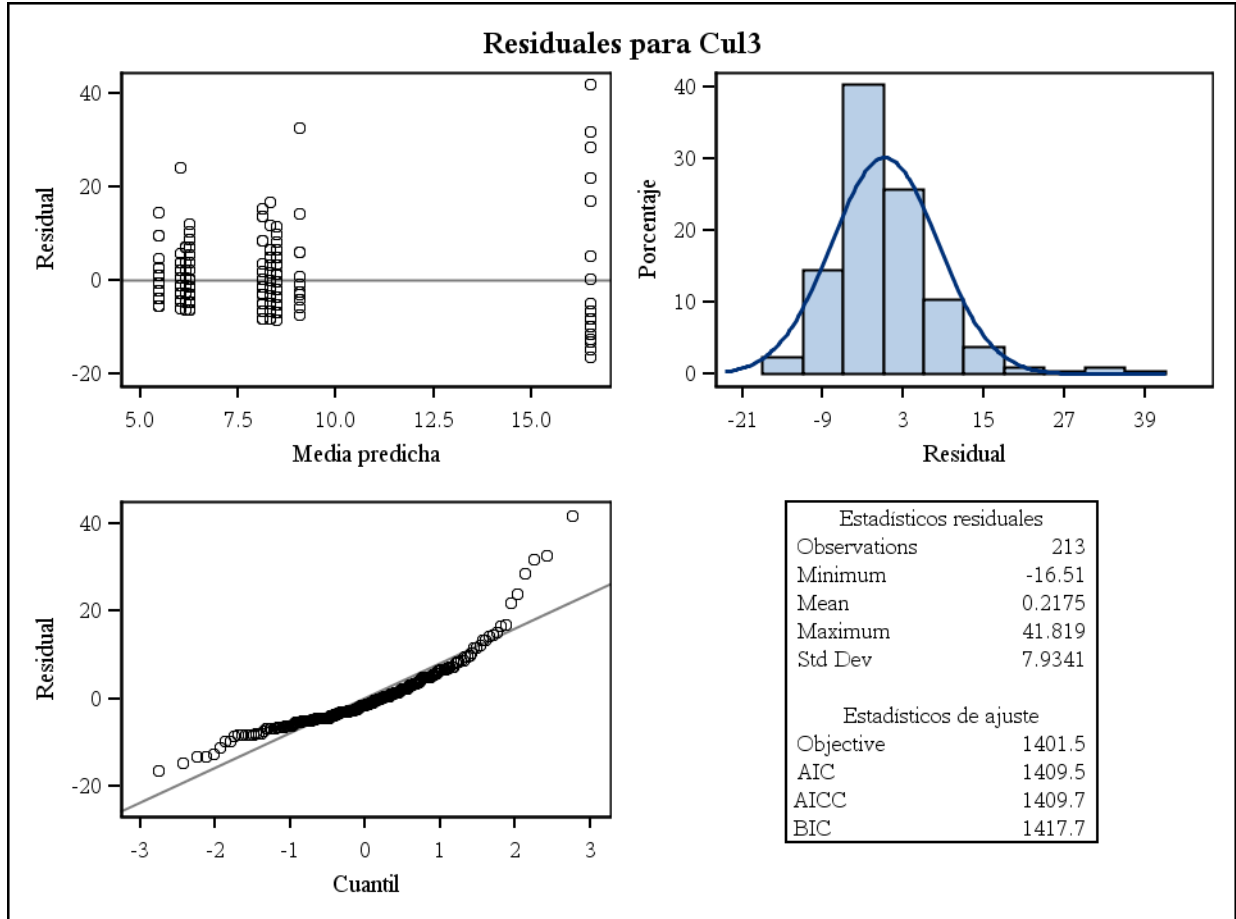 Residuales para Cul3
40
20
0
-20
Residual
5.0 7.5 10.0 12.5 15.0
Media predicha
40
30
20
10
0
Porcentaje
-21 -9 3 15 27 39
Residual
40
20
0
-20
Residual
-3 -2 -1 0 1 2 3
Cuantil
Estadísticos residuales
Observations 213
Minimum -16.51
Mean 0.2175
Maximum 41.819
Std Dev 7.9341
Estadísticos de ajuste
Objective 1401.5
AIC 1409.5
AICC 1409.7
BIC 1417.7